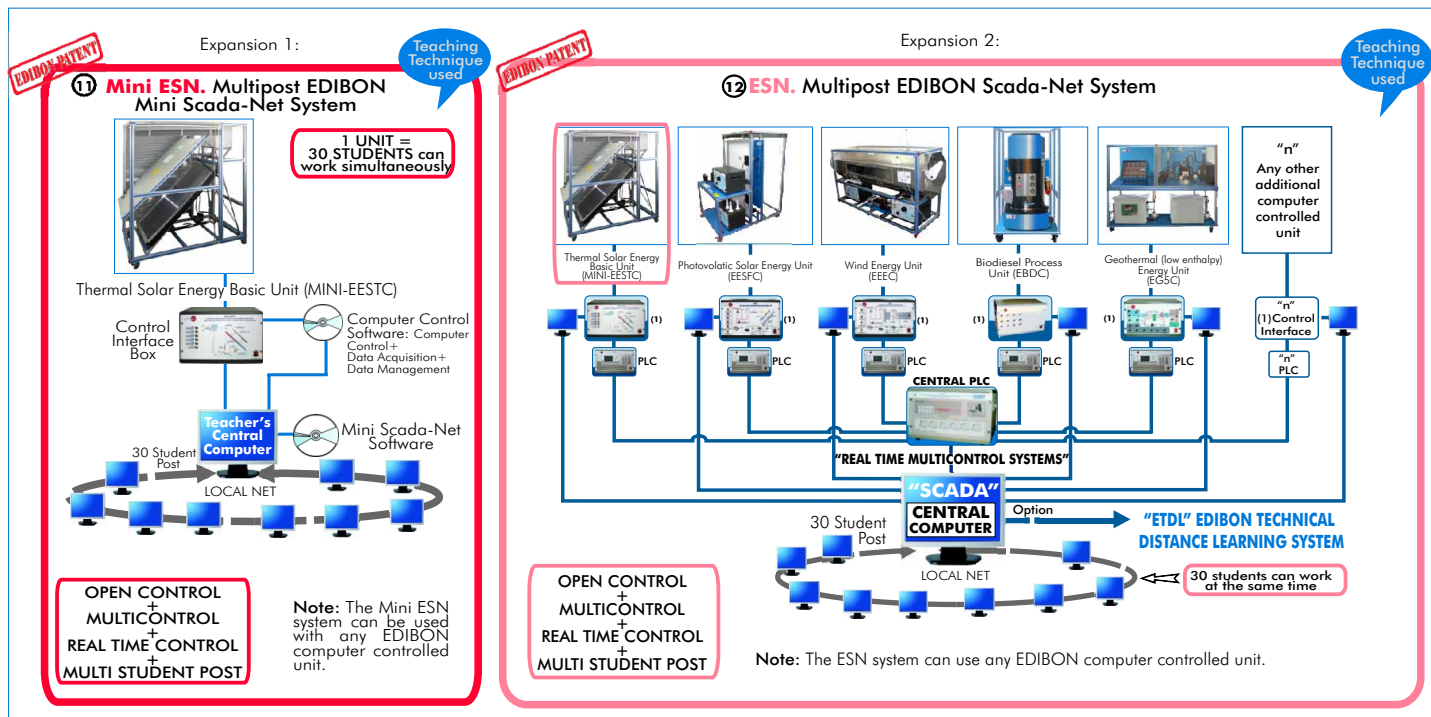 Expansion 1:
EDIBON PATENT
Teaching
Technique
used
11 Mini ESN. Multipost EDIBON
Mini Scada-Net System
1 UNIT =
30 STUDENTS can
work simultaneously
Thermal Solar Energy Basic Unit (MINI-EESTC)
Control
Interface
Box
Computer Control
Software: Computer
Control+
Data Acquisition+
Data Management
Teacher's
Central
Computer
Mini Scada-Net
Software
30 Student
Post
LOCAL NET
OPEN CONTROL
+
MULTICONTROL
+
REAL TIME CONTROL
+
MULTI STUDENT POST
Note: The Mini ESN
system can be used
with any EDIBON
computer controlled
unit.
Expansion 2:
EDIBON PATENT
Teaching
Technique
used
12 ESN. Multipost EDIBON Scada-Net System
Thermal Solar Energy
Basic Unit
(MINI-EESTC)
Photovolatic Solar Energy Unit
(EESFC)
Wind Energy Unit
(EEEC)
Biodiesel Process
Unit (EBDC)
Geothermal (low enthalpy)
Energy Unit
(EG5C)
"n"
Any other
additional
computer
controlled
unit
(1)
(1)
(1)
(1)
(1)
"n"
(1)Control
Interface
PLC
PLC
PLC
PLC
PLC
"n"
PLC
CENTRAL PLC
"REAL TIME MULTICONTROL SYSTEMS"
"SCADA"
CENTRAL
COMPUTER
Option
"ETDL" EDIBON TECHNICAL
DISTANCE LEARNING SYSTEM
30 Student
Post
LOCAL NET
30 students can work
at the same time
OPEN CONTROL
+
MULTICONTROL
+
REAL TIME CONTROL
+
MULTI STUDENT POST
Note: The ESN system can use any EDIBON computer controlled unit.